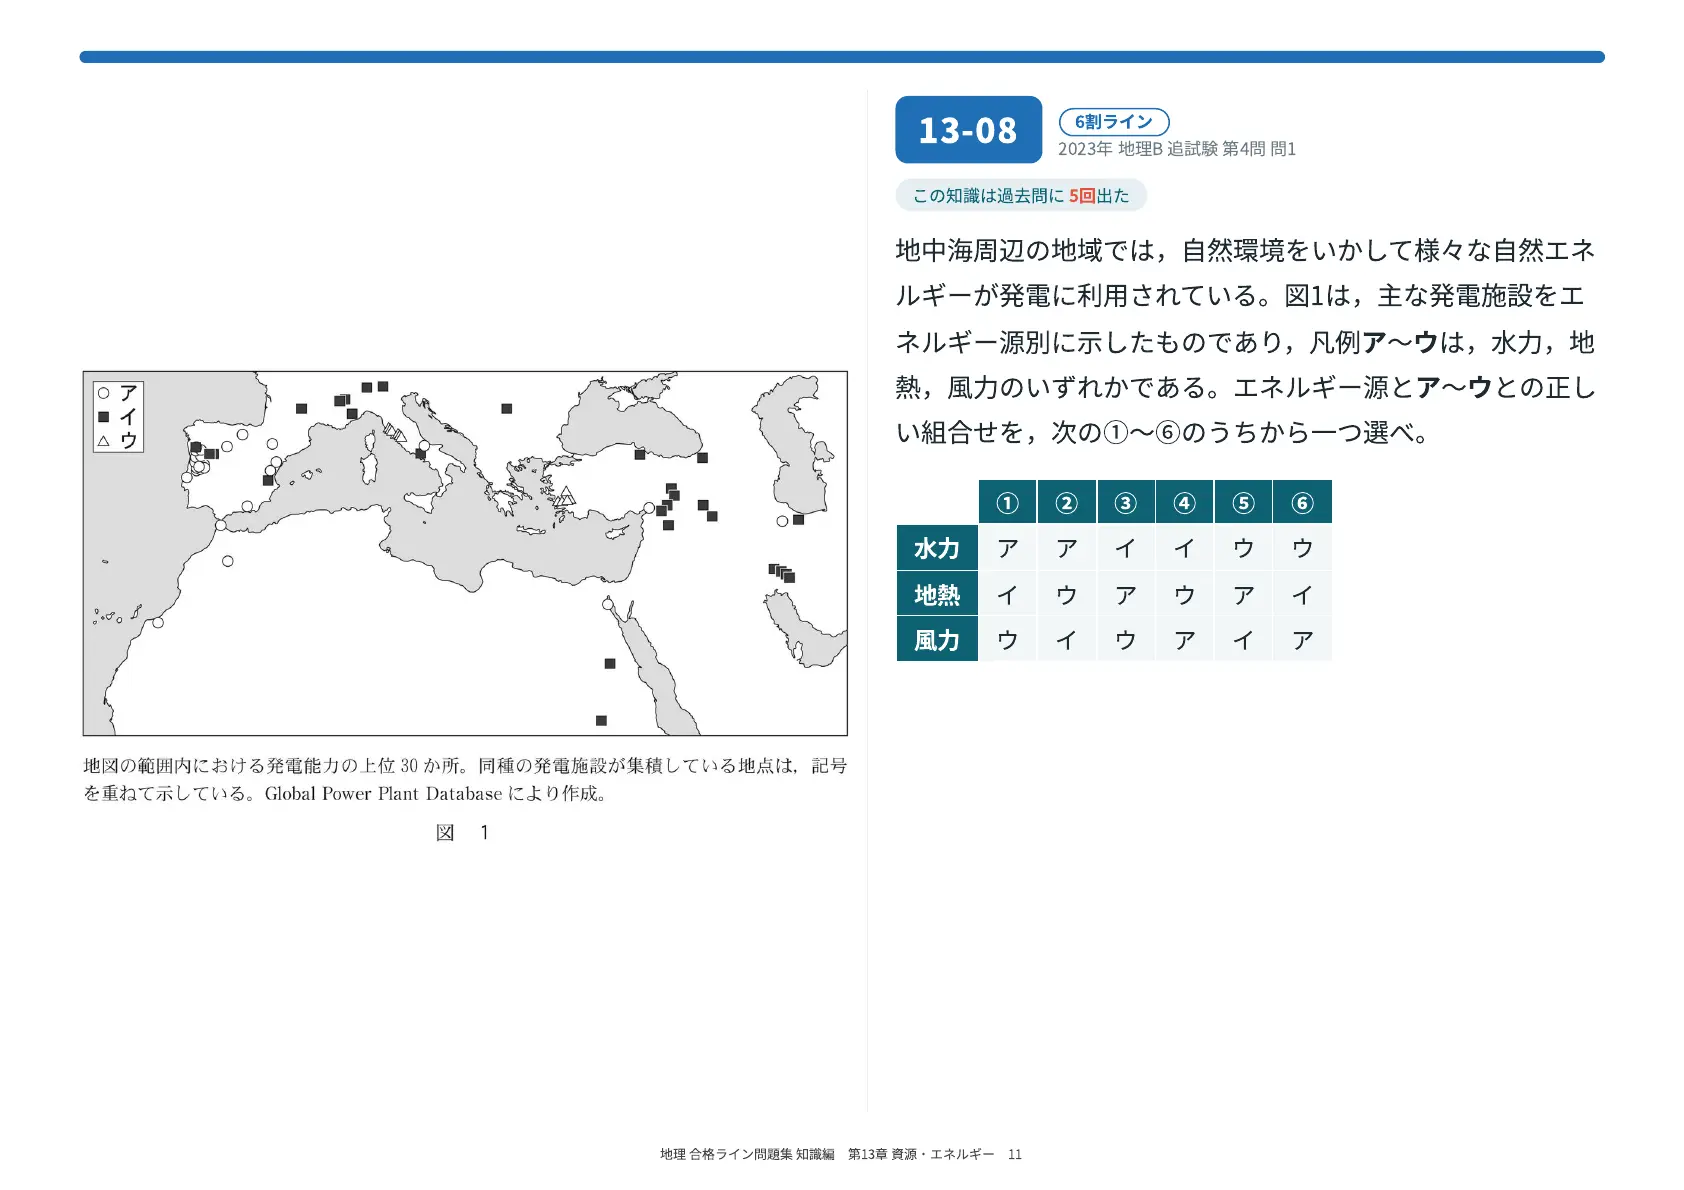 13-08
6割ライン
2023年 地理B 追試験 第4問 問1
この知識は過去問に 5回出た
地中海周辺の地域では，自然環境をいかして様々な自然エネ
ルギーが発電に利用されている。図1は，主な発電施設をエ
ネルギー源別に示したものであり，凡例ア～ウは，水力，地
熱，風力のいずれかである。エネルギー源とア～ウとの正し
い組合せを，次の①～⑥のうちから一つ選べ。
① ② ③ ④ ⑤ ⑥
水力 ア ア イ イ ウ ウ
地熱 イ ウ ア ウ ア イ
風力 ウ イ ウ ア イ ア
ア
イ
ウ
地図の範囲内における発電能力の上位 30 か所。同種の発電施設が集積している地点は，記号
を重ねて示している。Global Power Plant Database により作成。
図 1
地理 合格ライン問題集 知識編 第13章 資源・エネルギー 11